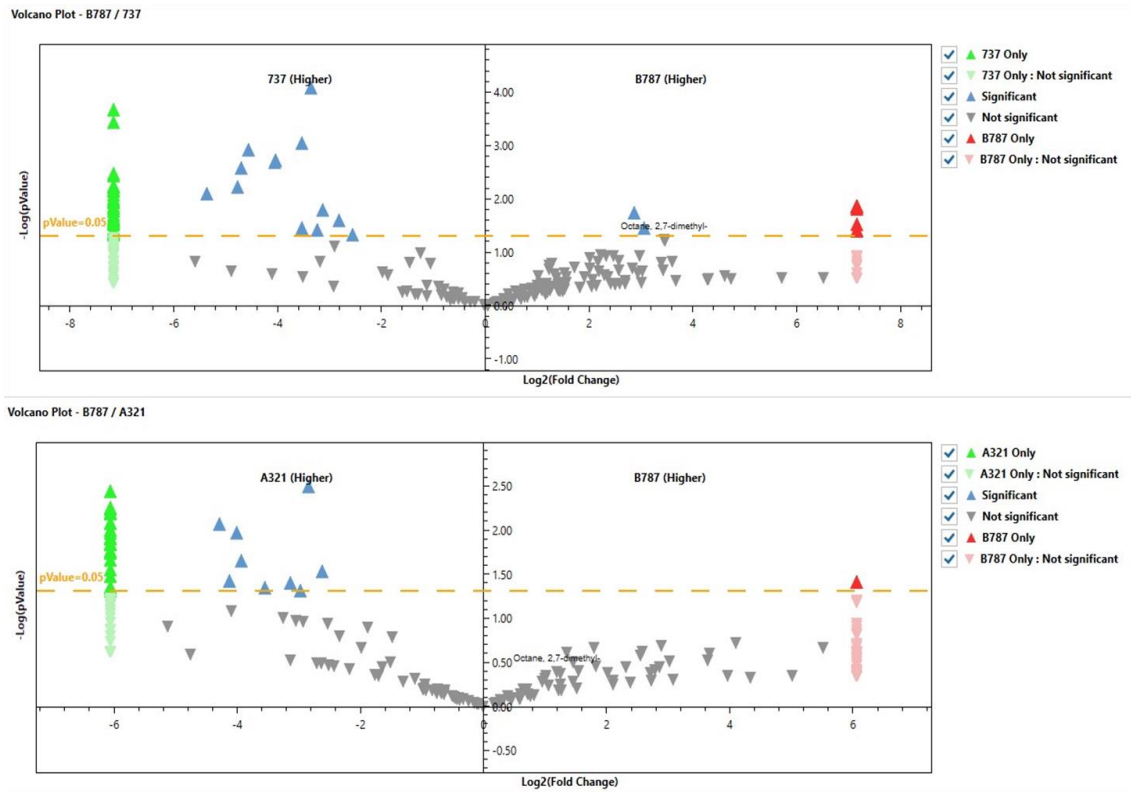 Volcano Plot - B787 / 737
737 (Higher)
B787 (Higher)
737 Only
737 Only : Not significant
Significant
Not significant
B787 Only
B787 Only : Not significant
-Log(pValue)
4.00
3.00
2.00
1.00
0.00
-1.00
pValue=0.05
Octane, 2,7-dimethyl-
-8
-6
-4
-2
0
2
4
6
8
Log2(Fold Change)
Volcano Plot - B787 / A321
A321 (Higher)
B787 (Higher)
A321 Only
A321 Only : Not significant
Significant
Not significant
B787 Only
B787 Only : Not significant
-Log(pValue)
2.50
2.00
1.50
1.00
0.50
0.00
-0.50
pValue=0.05
Octane, 2,7-dimethyl-
-6
-4
-2
0
2
4
6
Log2(Fold Change)